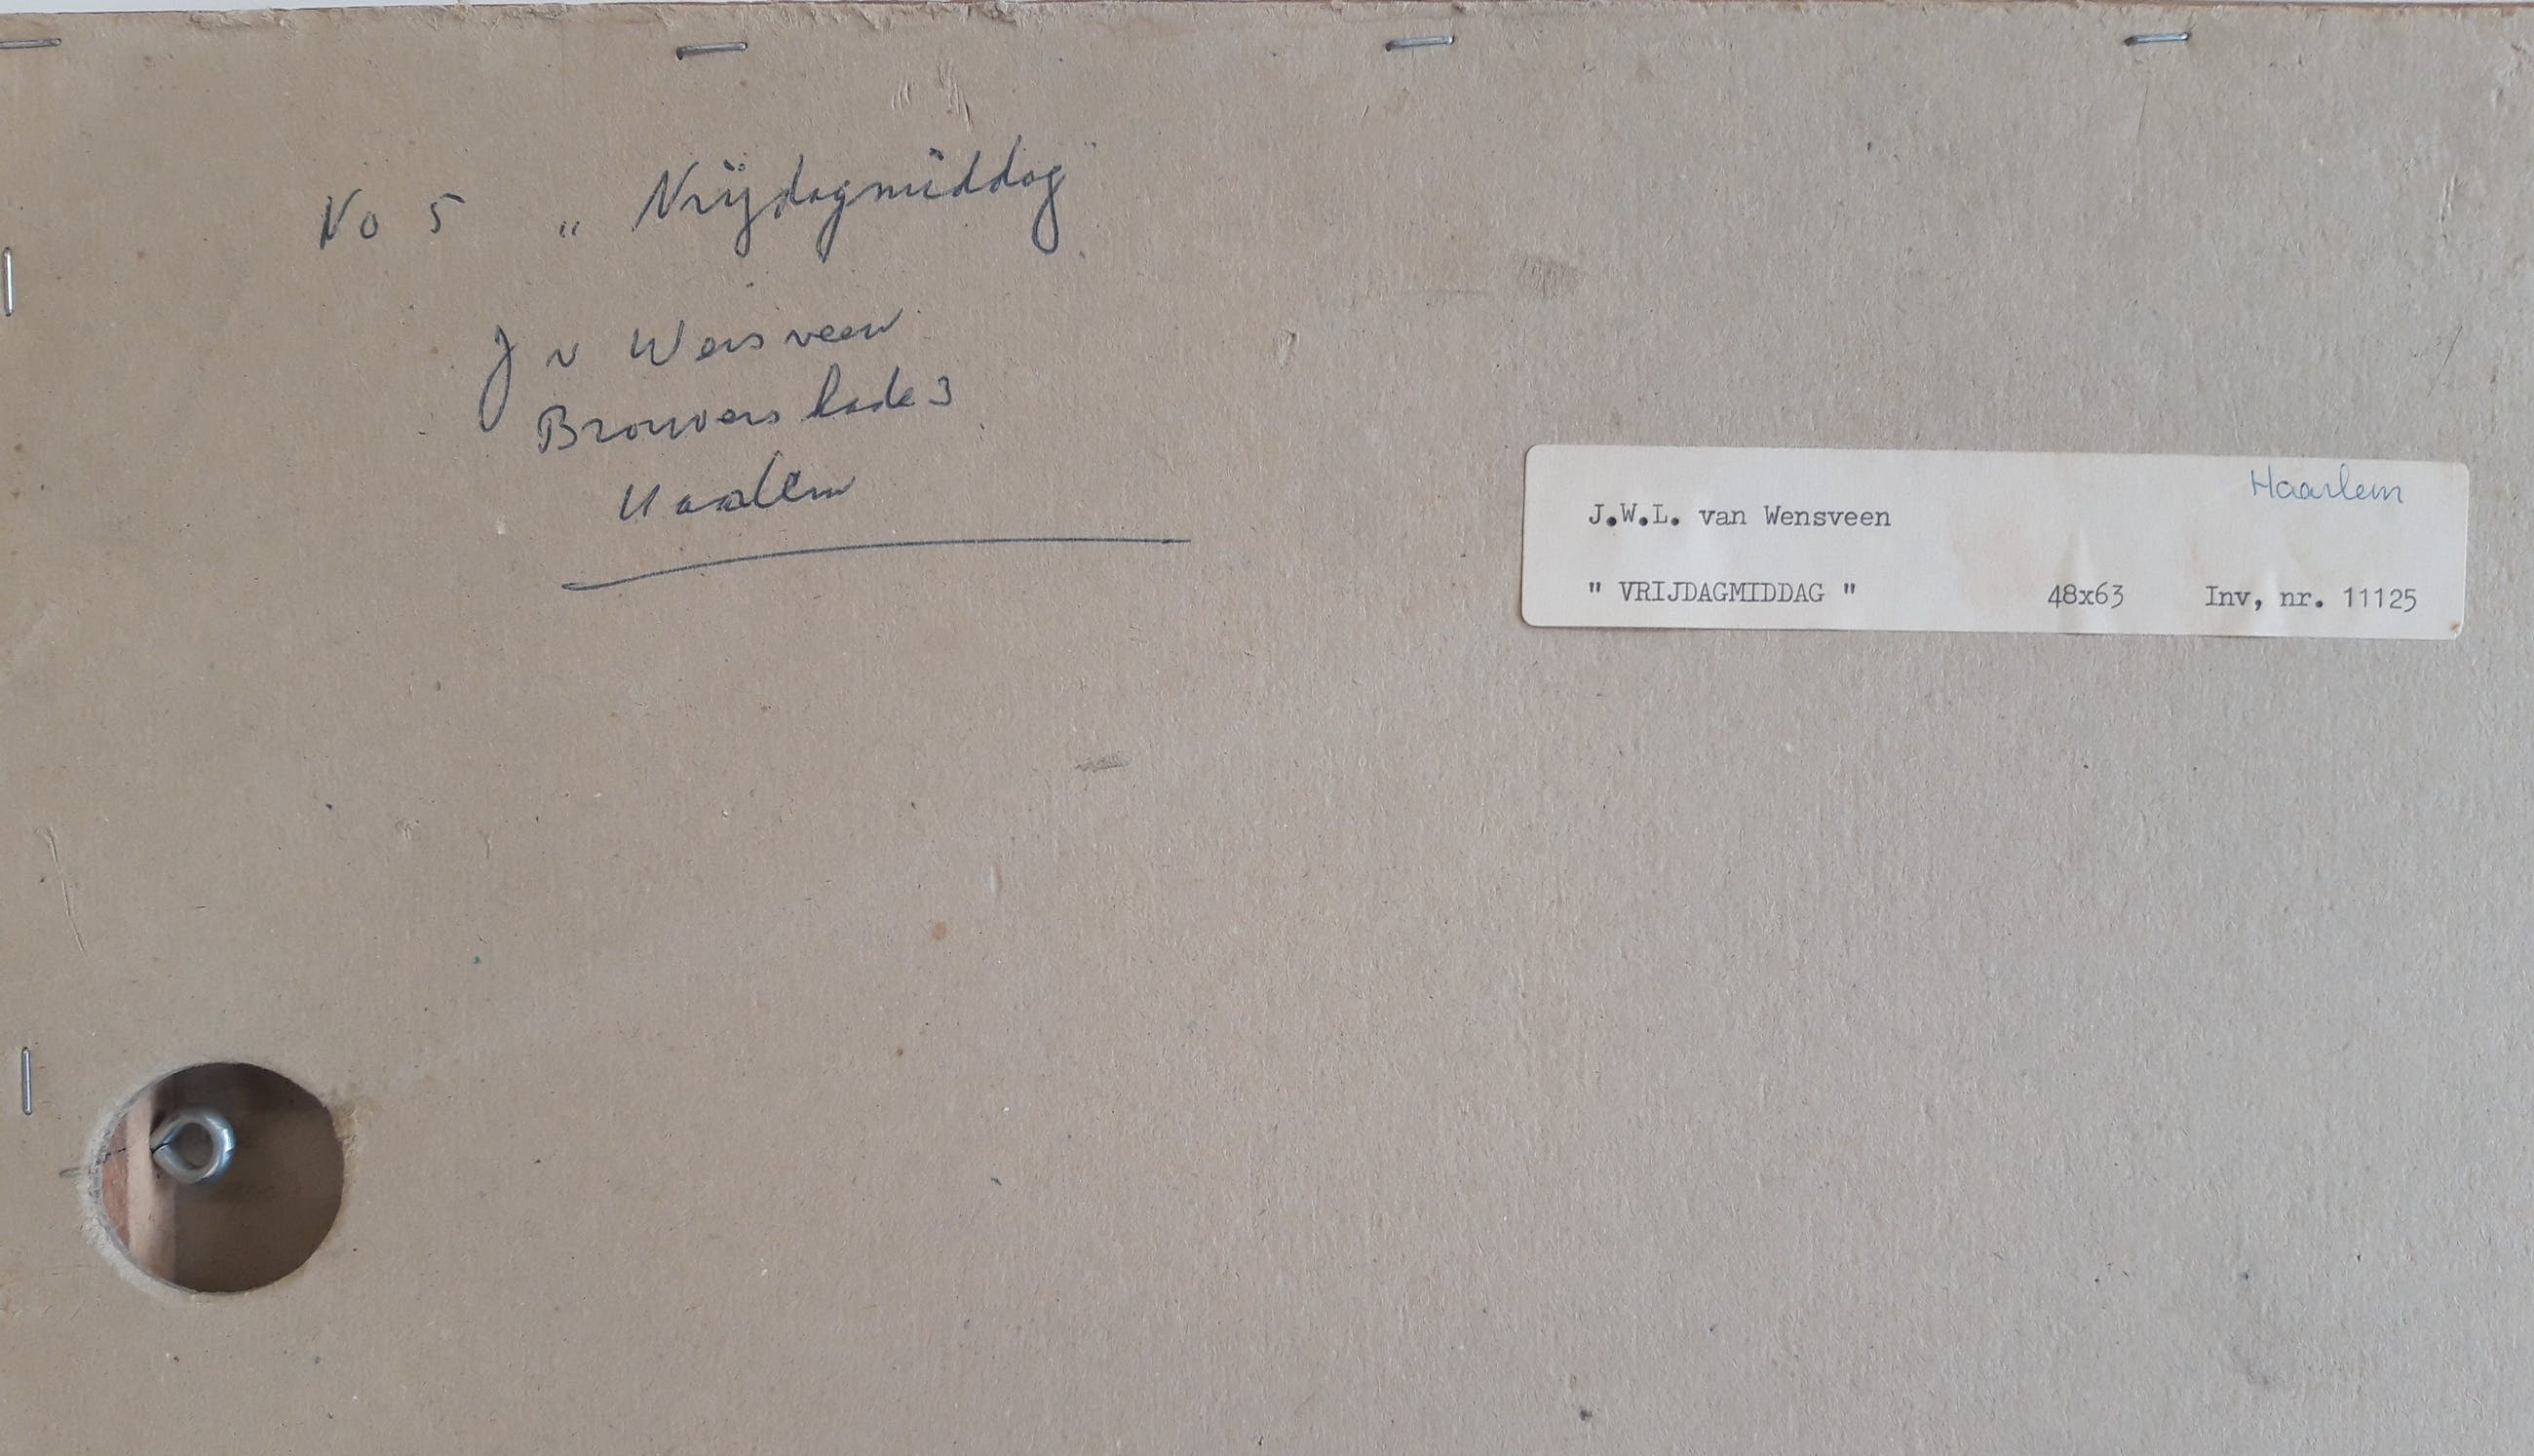 No 5 „ Vrijdagmiddag "
J v Wensveen
Brouwerskade 3
Haarlem
Haarlem
J.W.L. van Wensveen
" VRIJDAGMIDDAG " 48x63 Inv, nr. 11125